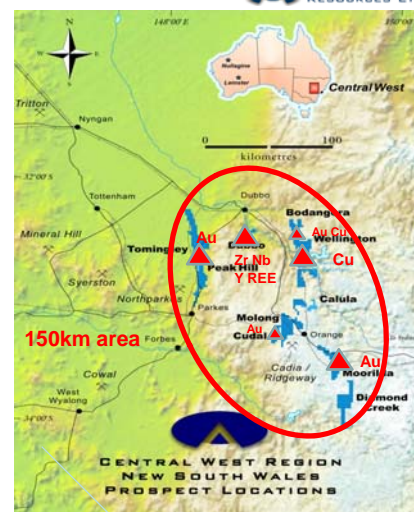 RESOURCES
148°00' E
150°00'
Nullagine
Leinster
Central West
Tritton
Nyngan
0 100
kilometres
32°00' S
Tottenham
Dubbo
Bodangora
Au Cu
Mineral Hill
Au
Tomingley
Dubbo
Wellington
Cu
Zr Nb
Y REE
Peak Hill
Syerston
Northparkes
Parkes
Calula
150km area
Forbes
Molong
Au
Cudal
Orange
Au
Cowal
Cadia /
Ridgeway
Moorilda
West
Wyalong
Diamond
Creek
34°00' S
CENTRAL WEST REGION
NEW SOUTH WALES
PROSPECT LOCATIONS